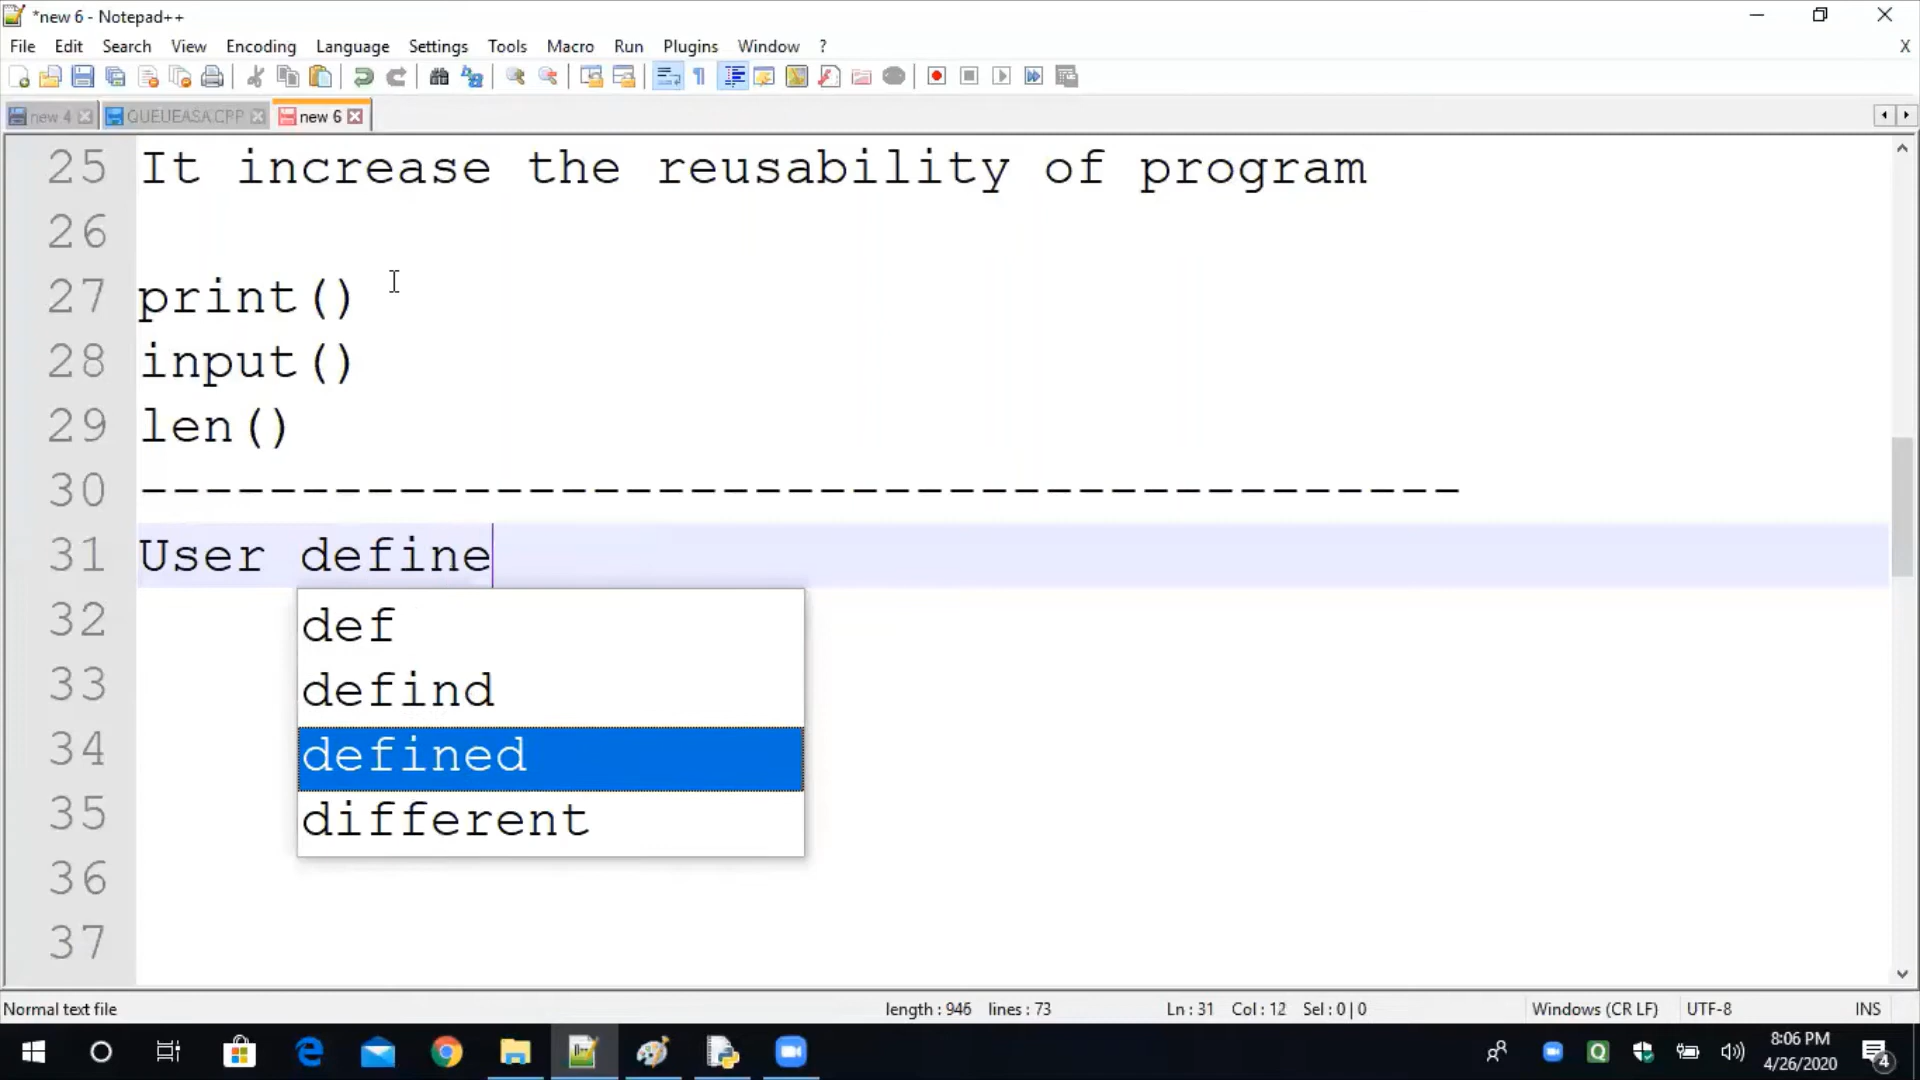 *new 6 - Notepad++
File Edit Search View Encoding Language Settings Tools Macro Run Plugins Window ? X
new 4 QUEUEASA.CPP new 6
25 It increase the reusability of program
26
27 print()
28 input()
29 len()
30 -----------------------------------------
31 User define
32 def
33 defind
34 defined
35 different
36
37
Normal text file length : 946 lines : 73 Ln : 31 Col : 12 Sel : 0 | 0 Windows (CR LF) UTF-8 INS
8:06 PM
4/26/2020
4